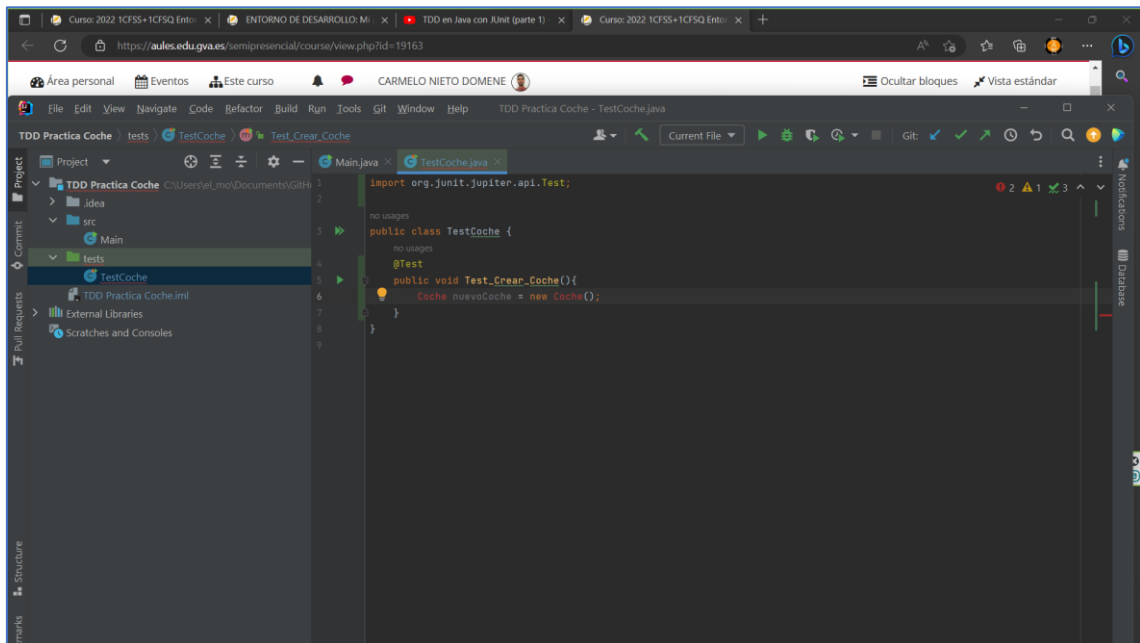 Curso: 2022 1CFSS+1CFSQ Ento
ENTORNO DE DESARROLLO: Mi
TDD en Java con JUnit (parte 1)
Curso: 2022 1CFSS+1CFSQ Entor
https://aules.edu.gva.es/semipresencial/course/view.php?id=19163
Área personal Eventos Este curso CARMELO NIETO DOMENE Ocultar bloques Vista estándar
File Edit View Navigate Code Refactor Build Run Tools Git Window Help TDD Practica Coche - TestCoche.java
TDD Practica Coche tests TestCoche Test_Crear_Coche Current File Git:
Project Main.java TestCoche.java
TDD Practica Coche C:\Users\el_mo\Documents\GitH
.idea
src
Main
tests
TestCoche
TDD Practica Coche.iml
External Libraries
Scratches and Consoles
1 import org.junit.jupiter.api.Test;
2
no usages
3 public class TestCoche {
no usages
4 @Test
5 public void Test_Crear_Coche(){
6 Coche nuevoCoche = new Coche();
7 }
8 }
9
2 1 3
Project
Commit
Pull Requests
Structure
marks
Notifications
Database